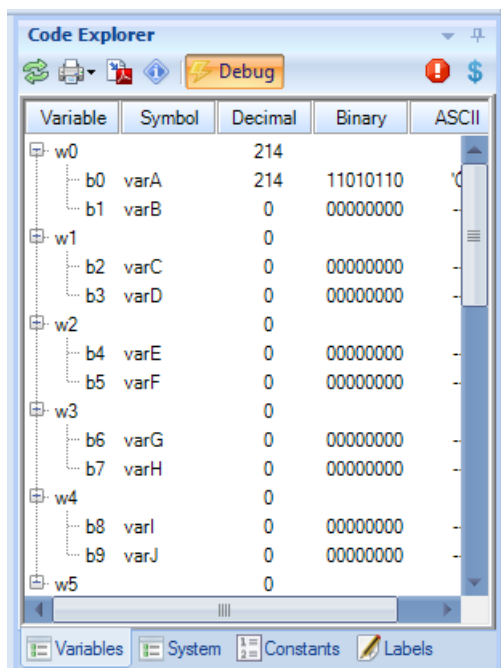 Code Explorer
Debug
Variable Symbol Decimal Binary ASCII
w0 214
b0 varA 214 11010110
b1 varB 0 00000000 --
w1 0
b2 varC 0 00000000
b3 varD 0 00000000
w2 0
b4 varE 0 00000000
b5 varF 0 00000000
w3 0
b6 varG 0 00000000
b7 varH 0 00000000
w4 0
b8 varI 0 00000000
b9 varJ 0 00000000
w5 0
Variables System Constants Labels